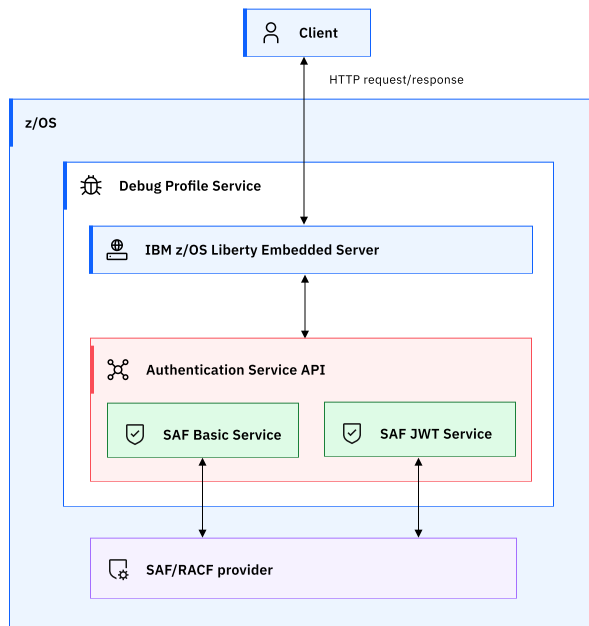 Client
HTTP request/response
z/OS
Debug Profile Service
IBM z/OS Liberty Embedded Server
Authentication Service API
SAF Basic Service
SAF JWT Service
SAF/RACF provider